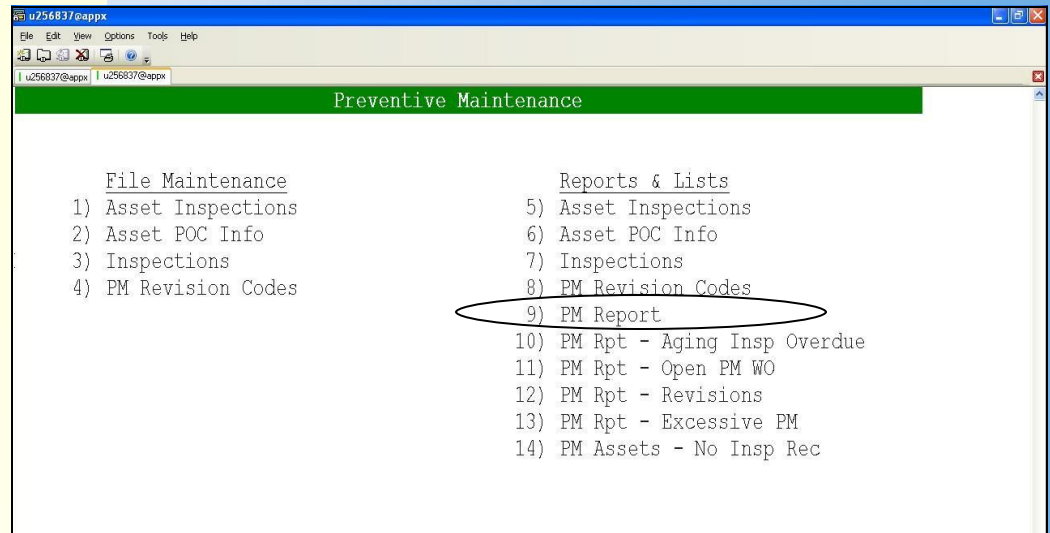 u256837@appx
File Edit View Options Tools Help
u256837@appx u256837@appx
Preventive Maintenance
File Maintenance
1) Asset Inspections
2) Asset POC Info
3) Inspections
4) PM Revision Codes
Reports & Lists
5) Asset Inspections
6) Asset POC Info
7) Inspections
8) PM Revision Codes
9) PM Report
10) PM Rpt - Aging Insp Overdue
11) PM Rpt - Open PM WO
12) PM Rpt - Revisions
13) PM Rpt - Excessive PM
14) PM Assets - No Insp Rec